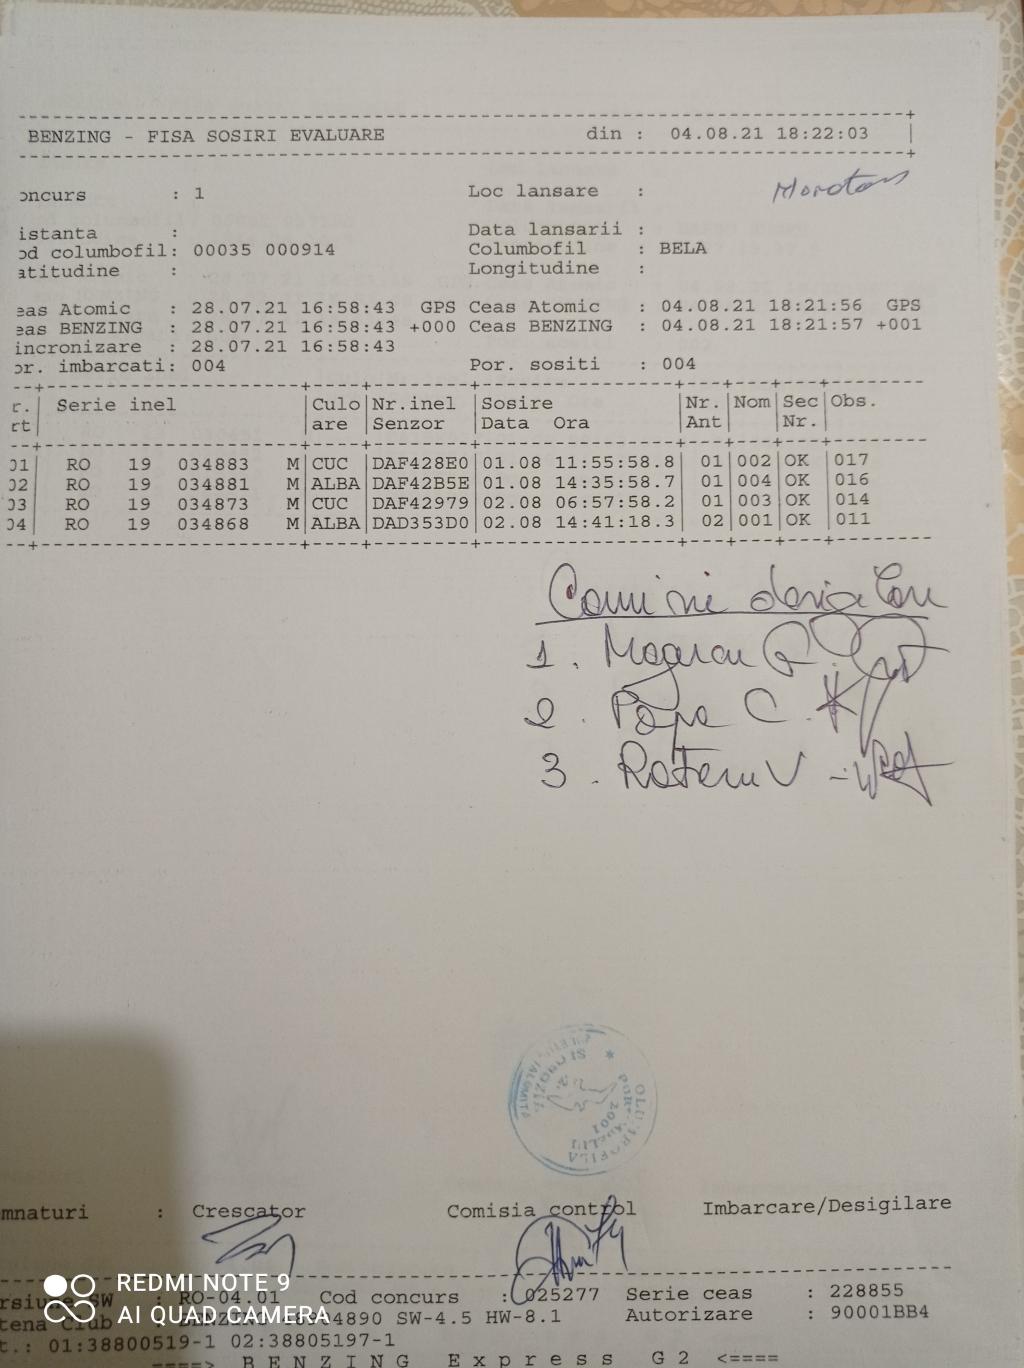 BENZING - FISA SOSIRI EVALUARE din : 04.08.21 18:22:03
oncurs : 1 Loc lansare :
istanta : Data lansarii :
od columbofil: 00035 000914 Columbofil : BELA
atitudine : Longitudine :
eas Atomic : 28.07.21 16:58:43 GPS Ceas Atomic : 04.08.21 18:21:56 GPS
eas BENZING : 28.07.21 16:58:43 +000 Ceas BENZING : 04.08.21 18:21:57 +001
incronizare : 28.07.21 16:58:43
or. imbarcati: 004 Por. sositi : 004
r. Serie inel Culo Nr.inel Sosire Nr. Nom Sec Obs.
rt are Senzor Data Ora Ant Nr.
01 RO 19 034883 M CUC DAF428E0 01.08 11:55:58.8 01 002 OK 017
02 RO 19 034881 M ALBA DAF42B5E 01.08 14:35:58.7 01 004 OK 016
03 RO 19 034873 M CUC DAF42979 02.08 06:57:58.2 01 003 OK 014
04 RO 19 034868 M ALBA DAD353D0 02.08 14:41:18.3 02 001 OK 011
1.
2. Popa C.
3.
2001
mnaturi : Crescator Comisia control Imbarcare/Desigilare
rsiune SW : RO-04.01 Cod concurs : 025277 Serie ceas : 228855
tena Club : BENZING 4890 SW-4.5 HW-8.1 Autorizare : 90001BB4
t.: 01:38800519-1 02:38805197-1
====> BENZING Express G2 <====
REDMI NOTE 9
AI QUAD CAMERA